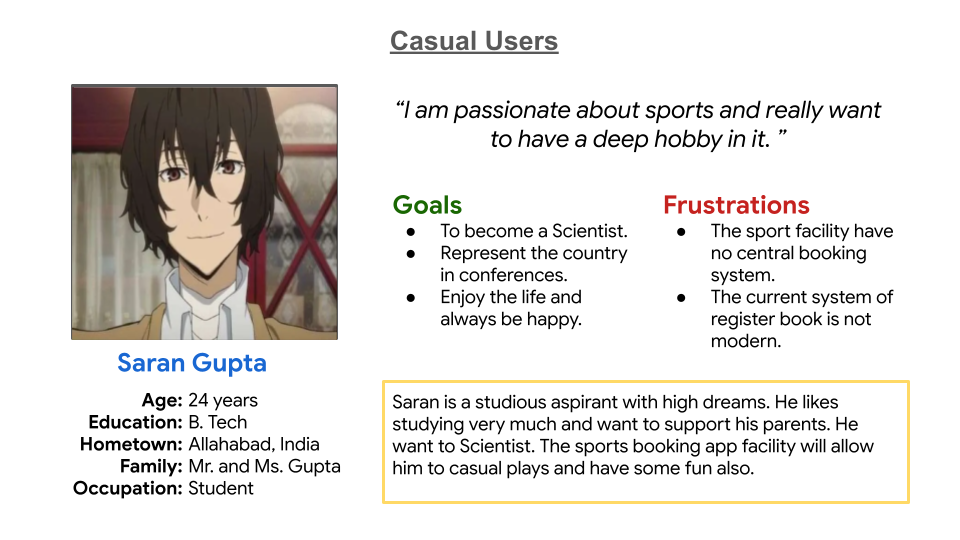 Casual Users
“I am passionate about sports and really want
to have a deep hobby in it. ”
Goals
● To become a Scientist.
● Represent the country
in conferences.
● Enjoy the life and
always be happy.
Frustrations
● The sport facility have
no central booking
system.
● The current system of
register book is not
modern.
Saran Gupta
Age: 24 years
Education: B. Tech
Hometown: Allahabad, India
Family: Mr. and Ms. Gupta
Occupation: Student
Saran is a studious aspirant with high dreams. He likes
studying very much and want to support his parents. He
want to Scientist. The sports booking app facility will allow
him to casual plays and have some fun also.